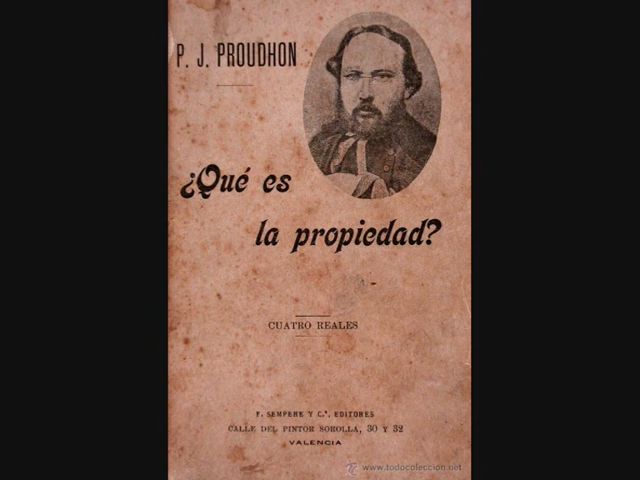 P. J. PROUDHON
¿Qué es
la propiedad?
CUATRO REALES
F. SEMPERE Y C.ª, EDITORES
CALLE DEL PINTOR SOROLLA, 30 Y 32
VALENCIA
www.todocoleccion.net